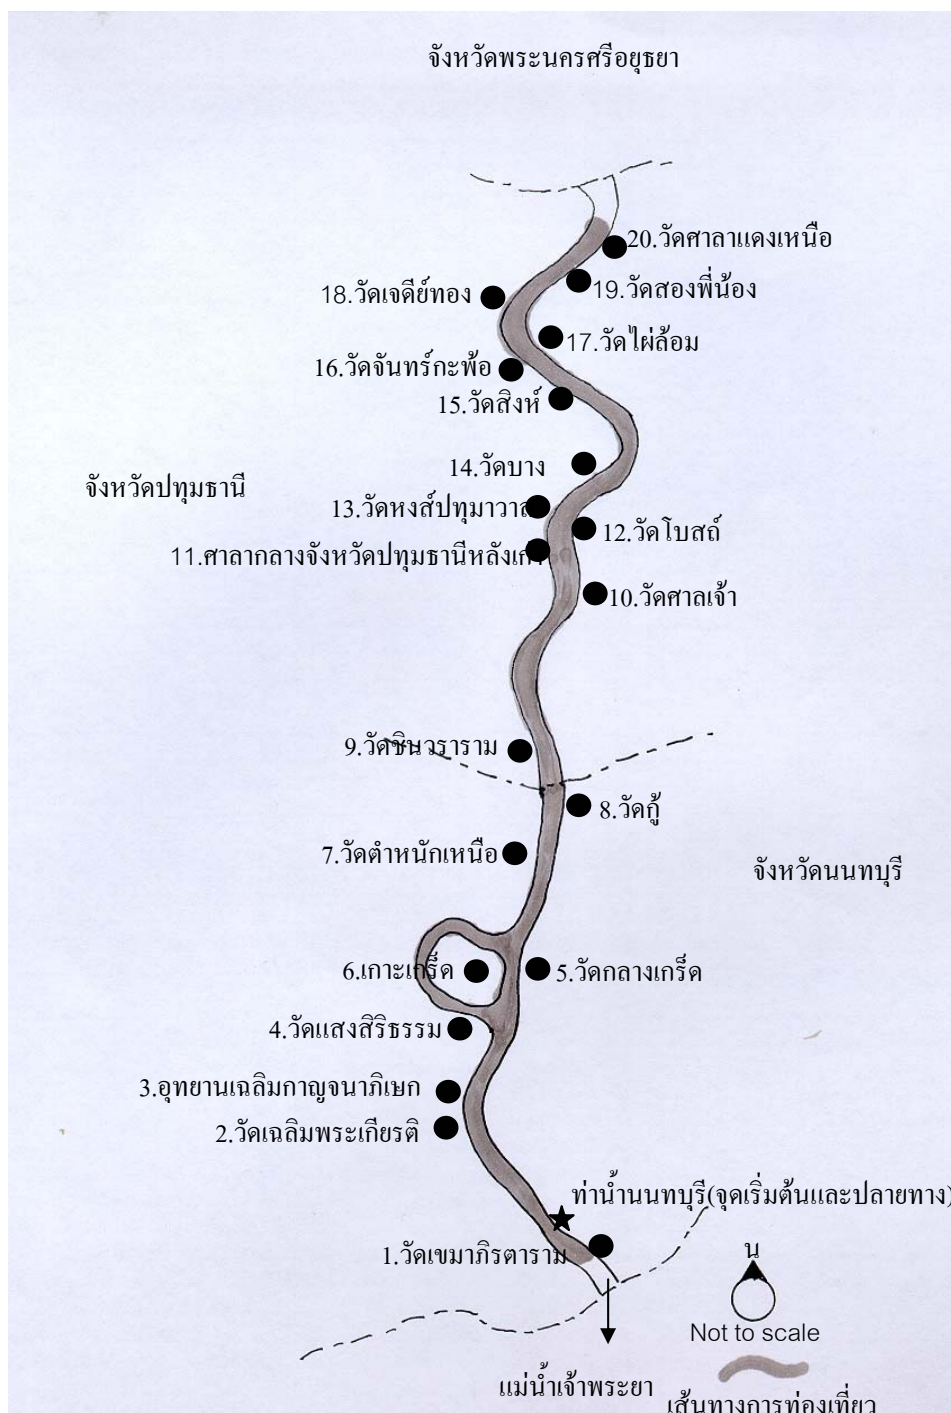 จังหวัดพระนครศรีอยุธยา
20.วัดศาลาแดงเหนือ
19.วัดสองพี่น้อง
18.วัดเจดีย์ทอง
17.วัดไผ่ล้อม
16.วัดจันทร์กะพ้อ
15.วัดสิงห์
14.วัดบาง
จังหวัดปทุมธานี
13.วัดหงส์ปทุมาวาส
12.วัดโบสถ์
11.ศาลากลางจังหวัดปทุมธานีหลังเก่า
10.วัดศาลเจ้า
9.วัดชินวราราม
8.วัดกู้
7.วัดตำหนักเหนือ
จังหวัดนนทบุรี
6.เกาะเกร็ด
5.วัดกลางเกร็ด
4.วัดแสงสิริธรรม
3.อุทยานเฉลิมกาญจนาภิเษก
2.วัดเฉลิมพระเกียรติ
ท่าน้ำนนทบุรี(จุดเริ่มต้นและปลายทาง)
1.วัดเขมาภิรตาราม
น
Not to scale
แม่น้ำเจ้าพระยา
เส้นทางการท่องเที่ยว